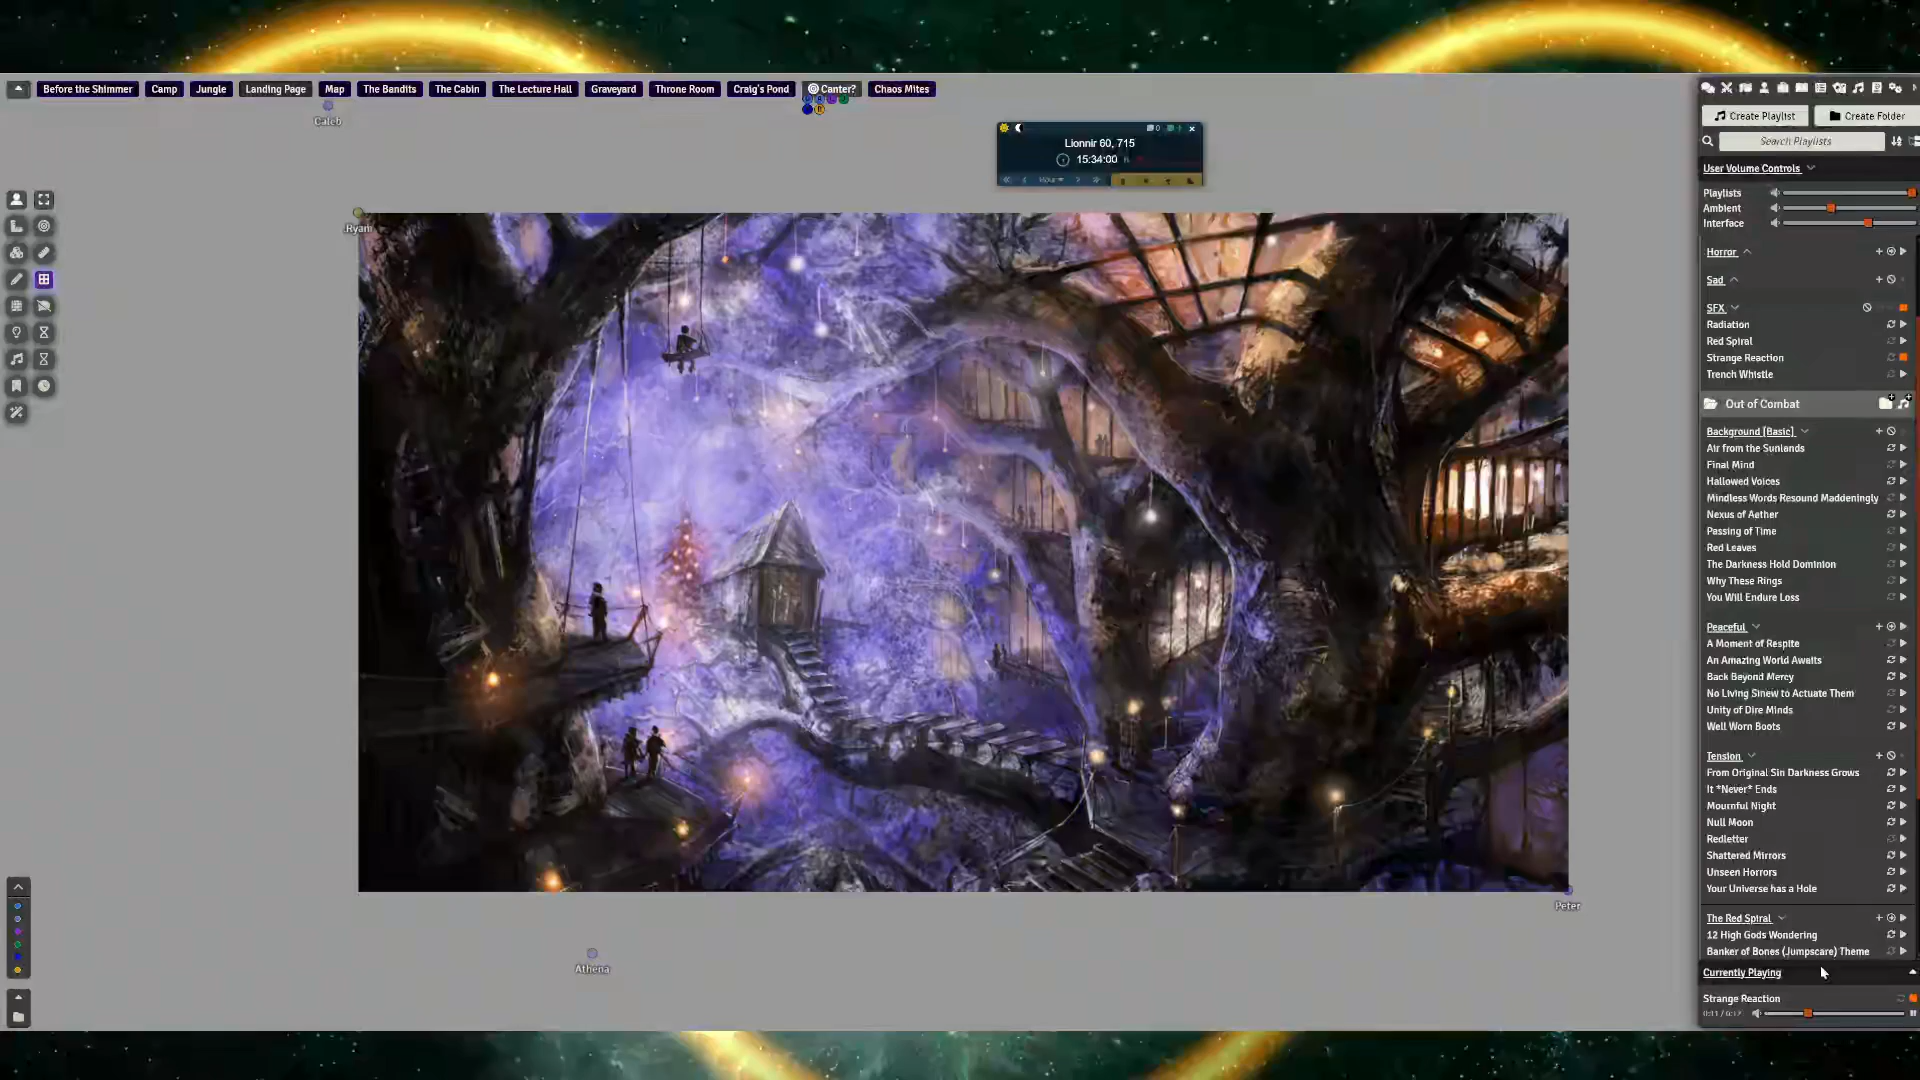 Before the Shimmer
Camp
Jungle
Landing Page
Map
The Bandits
The Cabin
The Lecture Hall
Graveyard
Throne Room
Craig's Pond
Canter?
Chaos Mites
Caleb
Lionnir 60, 715
15:34:00
Hour
Ryam
Peter
Athena
Create Playlist
Create Folder
Search Playlists
User Volume Controls
Playlists
Ambient
Interface
Horror
Sad
SFX
Radiation
Red Spiral
Strange Reaction
Trench Whistle
Out of Combat
Background [Basic]
Air from the Sunlands
Final Mind
Hallowed Voices
Mindless Words Resound Maddeningly
Nexus of Aether
Passing of Time
Red Leaves
The Darkness Hold Dominion
Why These Rings
You Will Endure Loss
Peaceful
A Moment of Respite
An Amazing World Awaits
Back Beyond Mercy
No Living Sinew to Actuate Them
Unity of Dire Minds
Well Worn Boots
Tension
From Original Sin Darkness Grows
It *Never* Ends
Mournful Night
Null Moon
Redletter
Shattered Mirrors
Unseen Horrors
Your Universe has a Hole
The Red Spiral
12 High Gods Wondering
Banker of Bones (Jumpscare) Theme
Currently Playing
Strange Reaction